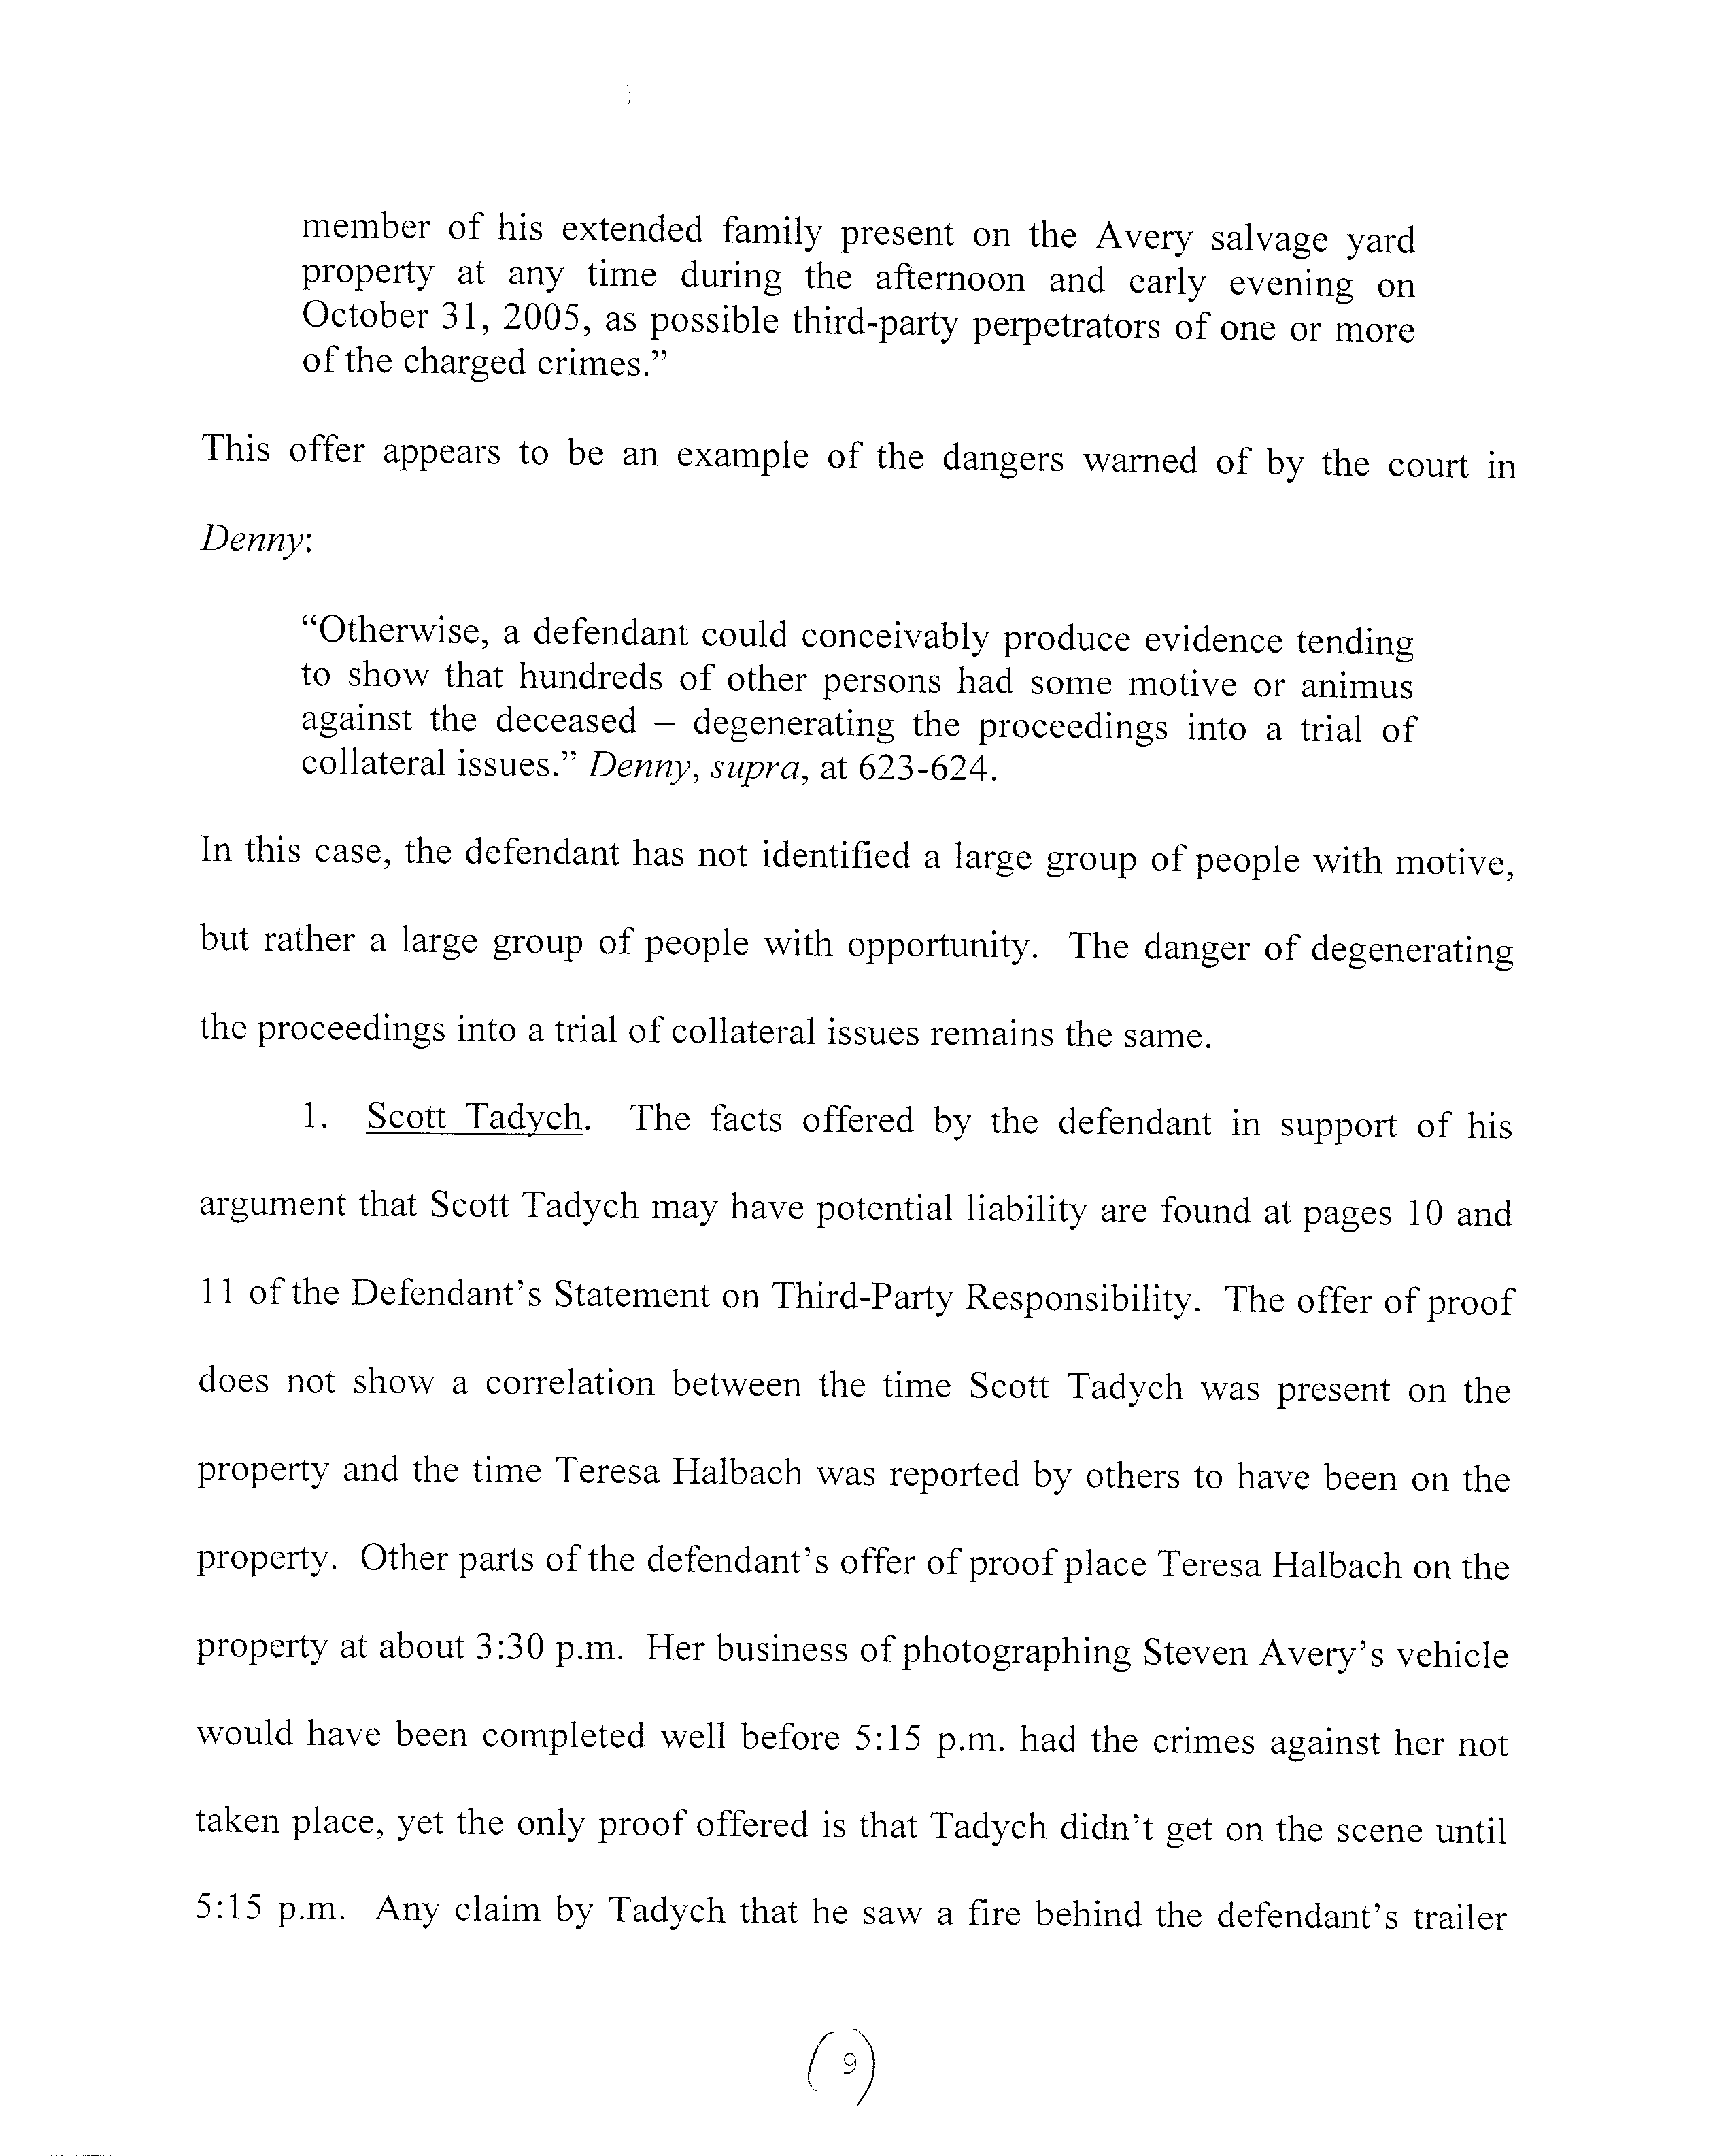 member of his extended family present on the Avery salvage yard
property at any time during the afternoon and early evening on
October 31, 2005, as possible third-party perpetrators of one or more
of the charged crimes.”
This offer appears to be an example of the dangers warned of by the court in
Denny:
“Otherwise, a defendant could conceivably produce evidence tending
to show that hundreds of other persons had some motive or animus
against the deceased – degenerating the proceedings into a trial of
collateral issues.” Denny, supra, at 623-624.
In this case, the defendant has not identified a large group of people with motive,
but rather a large group of people with opportunity. The danger of degenerating
the proceedings into a trial of collateral issues remains the same.
1. Scott Tadych. The facts offered by the defendant in support of his
argument that Scott Tadych may have potential liability are found at pages 10 and
11 of the Defendant’s Statement on Third-Party Responsibility. The offer of proof
does not show a correlation between the time Scott Tadych was present on the
property and the time Teresa Halbach was reported by others to have been on the
property. Other parts of the defendant’s offer of proof place Teresa Halbach on the
property at about 3:30 p.m. Her business of photographing Steven Avery’s vehicle
would have been completed well before 5:15 p.m. had the crimes against her not
taken place, yet the only proof offered is that Tadych didn’t get on the scene until
5:15 p.m. Any claim by Tadych that he saw a fire behind the defendant’s trailer
(9)